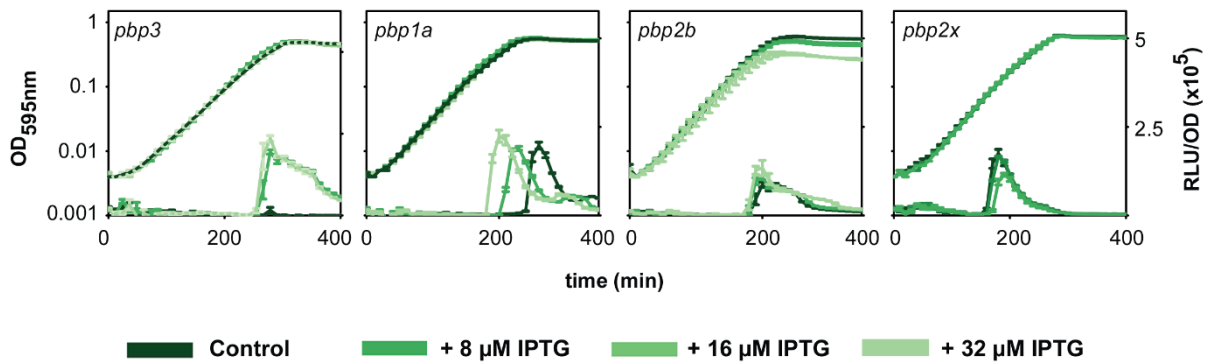 pbp3 pbp1a pbp2b pbp2x
1
0.1
0.01
0.001
OD595nm
5
2.5
RLU/OD (x10^5)
0 200 400 0 200 400 0 200 400 0 200 400
time (min)
Control + 8 µM IPTG + 16 µM IPTG + 32 µM IPTG